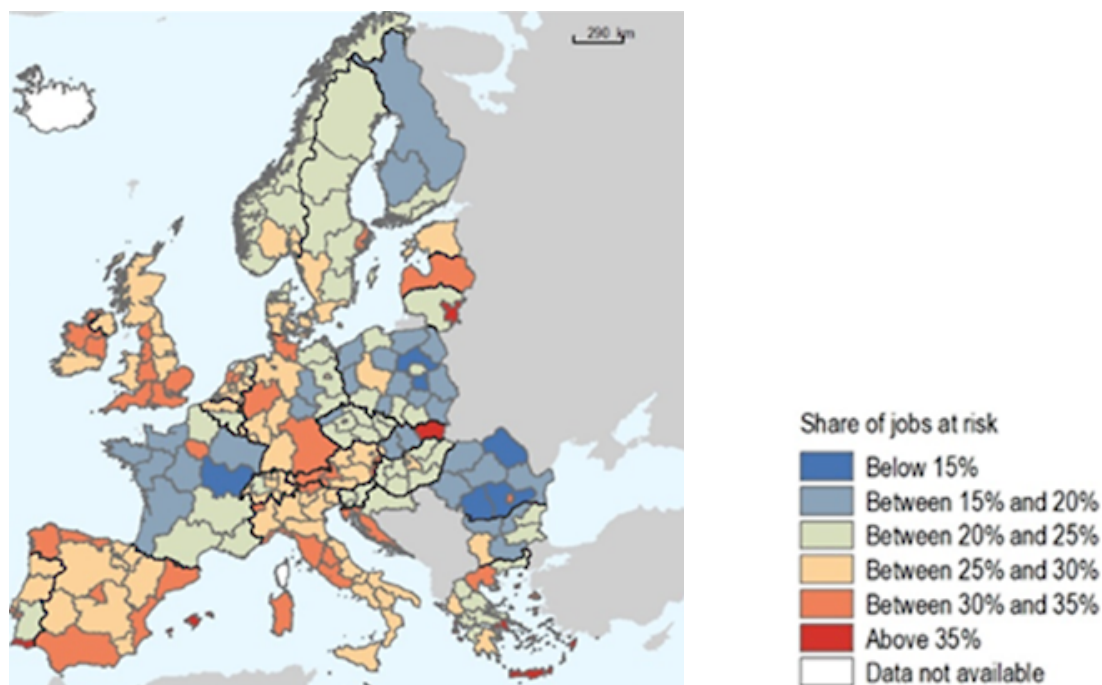 290 km
Share of jobs at risk
Below 15%
Between 15% and 20%
Between 20% and 25%
Between 25% and 30%
Between 30% and 35%
Above 35%
Data not available